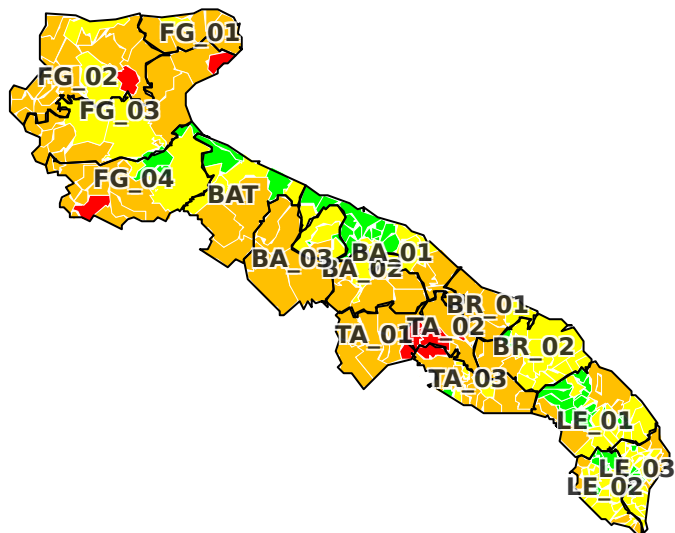 FG_01
FG_02
FG_03
FG_04
BAT
BA_01
BA_03
BA_02
BR_01
TA_02
TA_01
BR_02
TA_03
LE_01
LE_03
LE_02